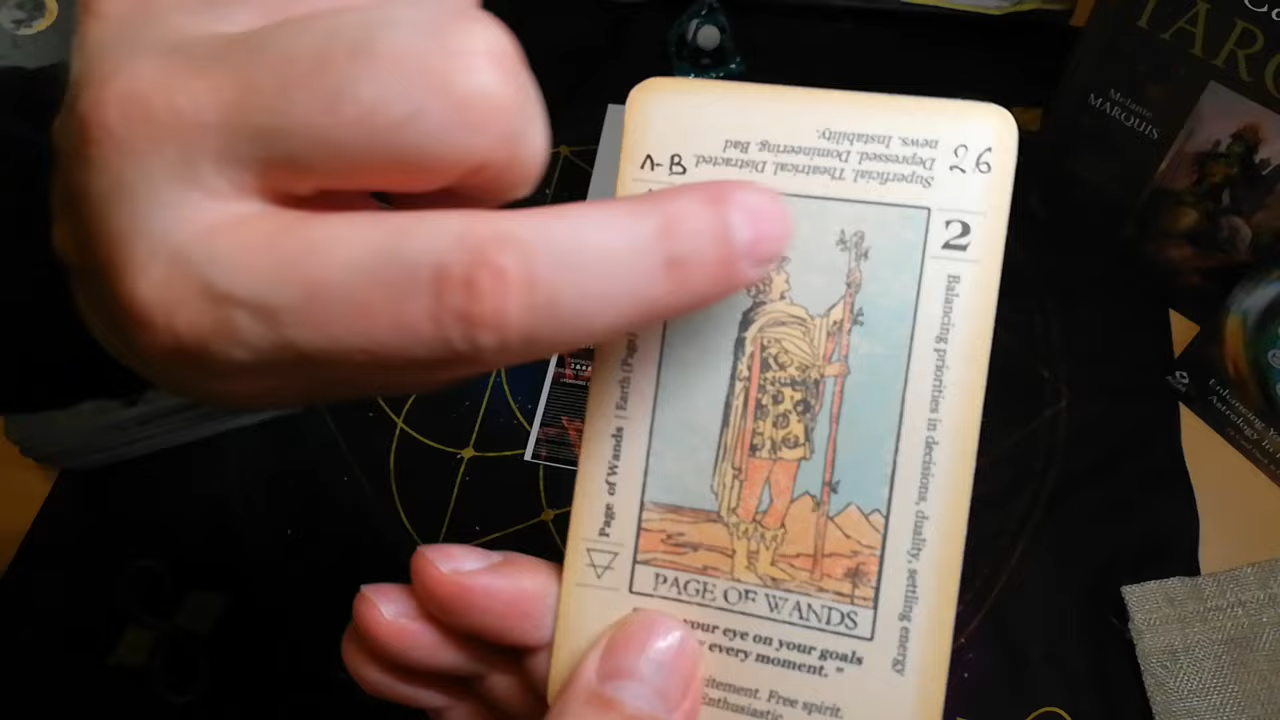 news. Instability.
Depressed. Domineering. Bad
Superficial. Theatrical. Distracted.
1-B
26
2
Balancing priorities in decisions, duality, settling energy
Page of Wands | Earth (Page)
PAGE OF WANDS
your eye on your goals
every moment."
Free spirit.
Enthusiastic
TARO
Melanie
MARQUIS
Enhancing